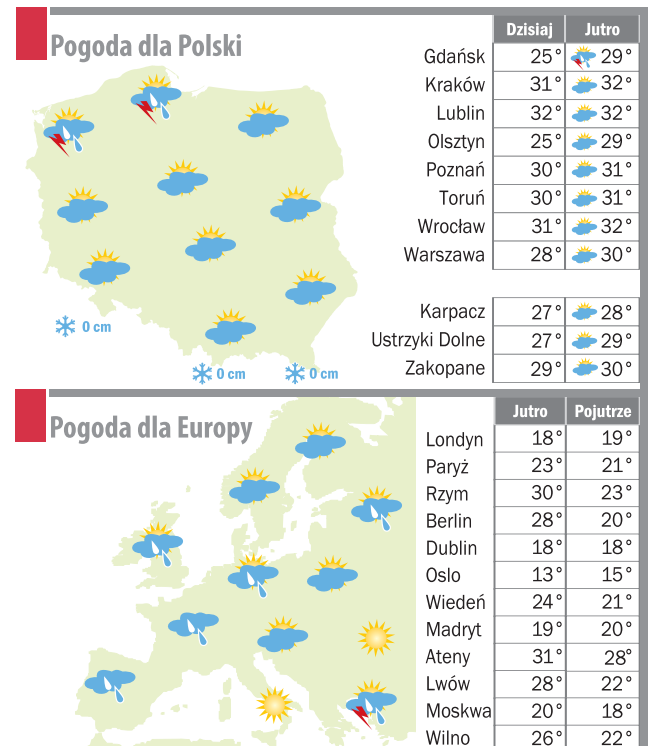 Pogoda dla Polski
Dzisiaj Jutro
Gdańsk 25° 29°
Kraków 31° 32°
Lublin 32° 32°
Olsztyn 25° 29°
Poznań 30° 31°
Toruń 30° 31°
Wrocław 31° 32°
Warszawa 28° 30°
Karpacz 27° 28°
Ustrzyki Dolne 27° 29°
Zakopane 29° 30°
0 cm
0 cm
0 cm
Pogoda dla Europy
Jutro Pojutrze
Londyn 18° 19°
Paryż 23° 21°
Rzym 30° 23°
Berlin 28° 20°
Dublin 18° 18°
Oslo 13° 15°
Wiedeń 24° 21°
Madryt 19° 20°
Ateny 31° 28°
Lwów 28° 22°
Moskwa 20° 18°
Wilno 26° 22°